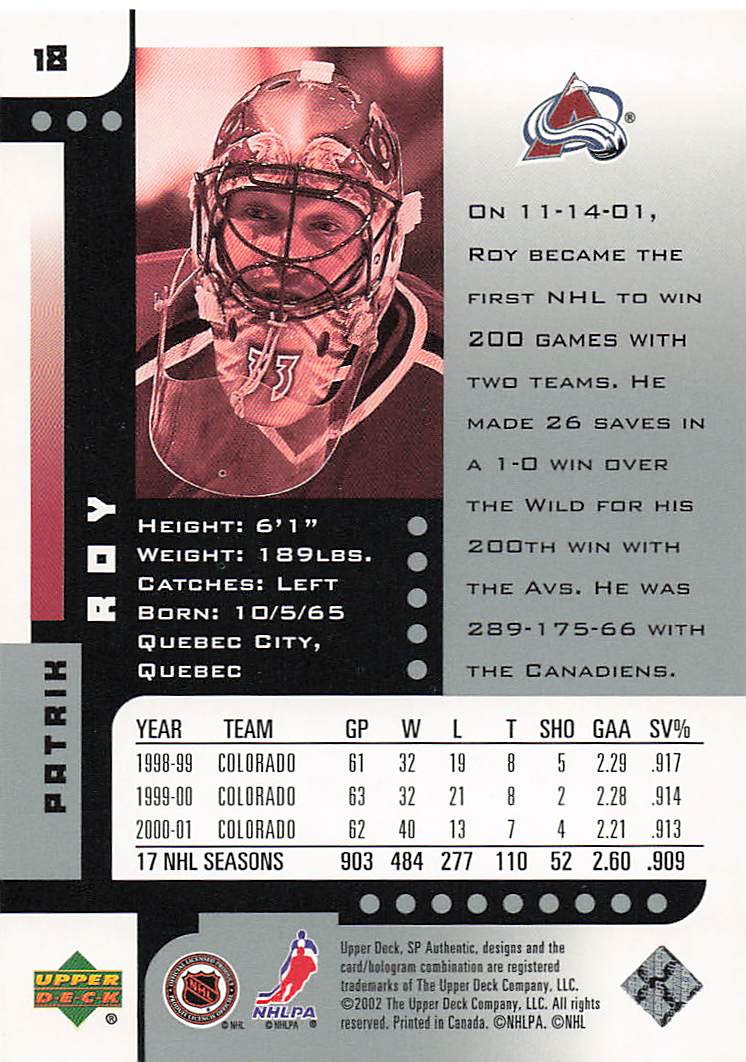 18
PATRIK
ROY
33
®
On 11-14-01,
Roy became the
first NHL to win
200 games with
two teams. He
made 26 saves in
a 1-0 win over
the Wild for his
200th win with
the Avs. He was
289-175-66 with
the Canadiens.
Height: 6'1"
Weight: 189lbs.
Catches: Left
Born: 10/5/65
Quebec City,
Quebec
YEAR TEAM GP W L T SHO GAA SV%
1998-99 COLORADO 61 32 19 8 5 2.29 .917
1999-00 COLORADO 63 32 21 8 2 2.28 .914
2000-01 COLORADO 62 40 13 7 4 2.21 .913
17 NHL SEASONS 903 484 277 110 52 2.60 .909
UPPER
DECK
®
NHL
© NHL
NHLPA
© NHLPA ®
Upper Deck, SP Authentic, designs and the
card/hologram combination are registered
trademarks of The Upper Deck Company, LLC.
©2002 The Upper Deck Company, LLC. All rights
reserved. Printed in Canada. ©NHLPA. ©NHL